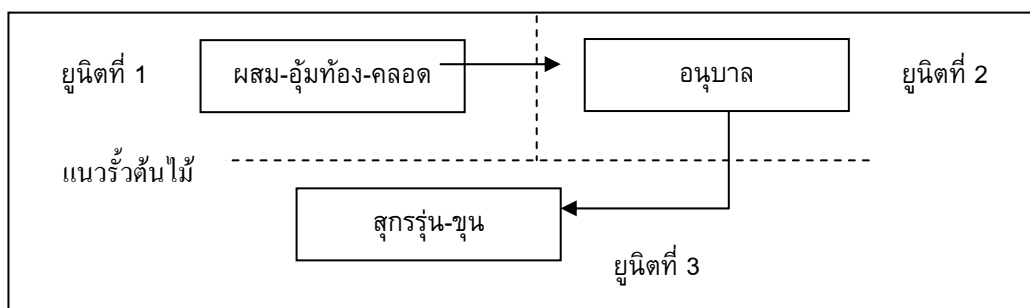 ยูนิตที่ 1
ผสม-อุ้มท้อง-คลอด
อนุบาล
ยูนิตที่ 2
แนวรั้วต้นไม้
สุกรรุ่น-ขุน
ยูนิตที่ 3